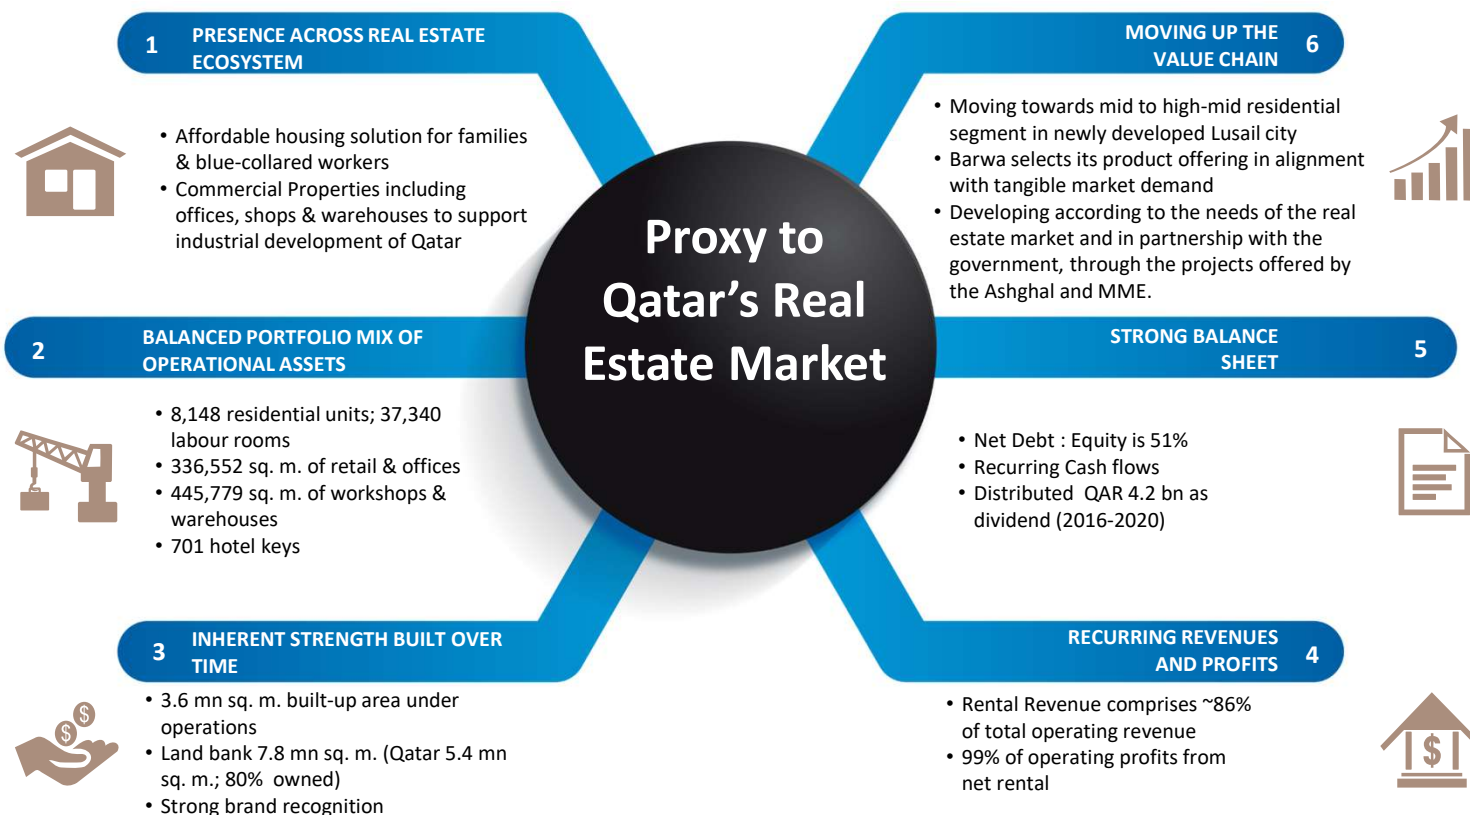 1
PRESENCE ACROSS REAL ESTATE
ECOSYSTEM
• Affordable housing solution for families
& blue-collared workers
• Commercial Properties including
offices, shops & warehouses to support
industrial development of Qatar
2
BALANCED PORTFOLIO MIX OF
OPERATIONAL ASSETS
• 8,148 residential units; 37,340
labour rooms
• 336,552 sq. m. of retail & offices
• 445,779 sq. m. of workshops &
warehouses
• 701 hotel keys
3
INHERENT STRENGTH BUILT OVER
TIME
$
$
• 3.6 mn sq. m. built-up area under
operations
• Land bank 7.8 mn sq. m. (Qatar 5.4 mn
sq. m.; 80% owned)
• Strong brand recognition
Proxy to
Qatar’s Real
Estate Market
MOVING UP THE
VALUE CHAIN
6
• Moving towards mid to high-mid residential
segment in newly developed Lusail city
• Barwa selects its product offering in alignment
with tangible market demand
• Developing according to the needs of the real
estate market and in partnership with the
government, through the projects offered by
the Ashghal and MME.
STRONG BALANCE
SHEET
5
• Net Debt : Equity is 51%
• Recurring Cash flows
• Distributed QAR 4.2 bn as
dividend (2016-2020)
RECURRING REVENUES
AND PROFITS
4
• Rental Revenue comprises ~86%
of total operating revenue
• 99% of operating profits from
net rental
$